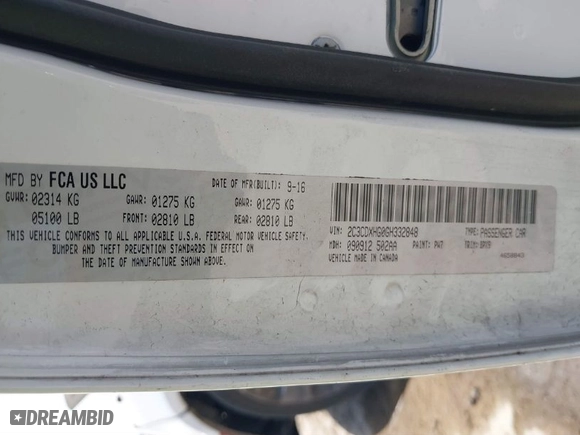 MFD BY FCA US LLC
DATE OF MFR(BUILT): 9-16
GVWR: 02314 KG
GAWR: 01275 KG
GAWR: 01275 KG
05100 LB
FRONT: 02810 LB
REAR: 02810 LB
THIS VEHICLE CONFORMS TO ALL APPLICABLE U.S.A. FEDERAL MOTOR VEHICLE SAFETY,
BUMPER AND THEFT PREVENTION STANDARDS IN EFFECT ON
THE DATE OF MANUFACTURE SHOWN ABOVE.
VIN: 2C3CDXHG0GH332848
TYPE: PASSENGER CAR
MDH: 090912 502AA
PAINT: PW7
TRIM:
VEHICLE MADE IN CANADA
DREAMBID